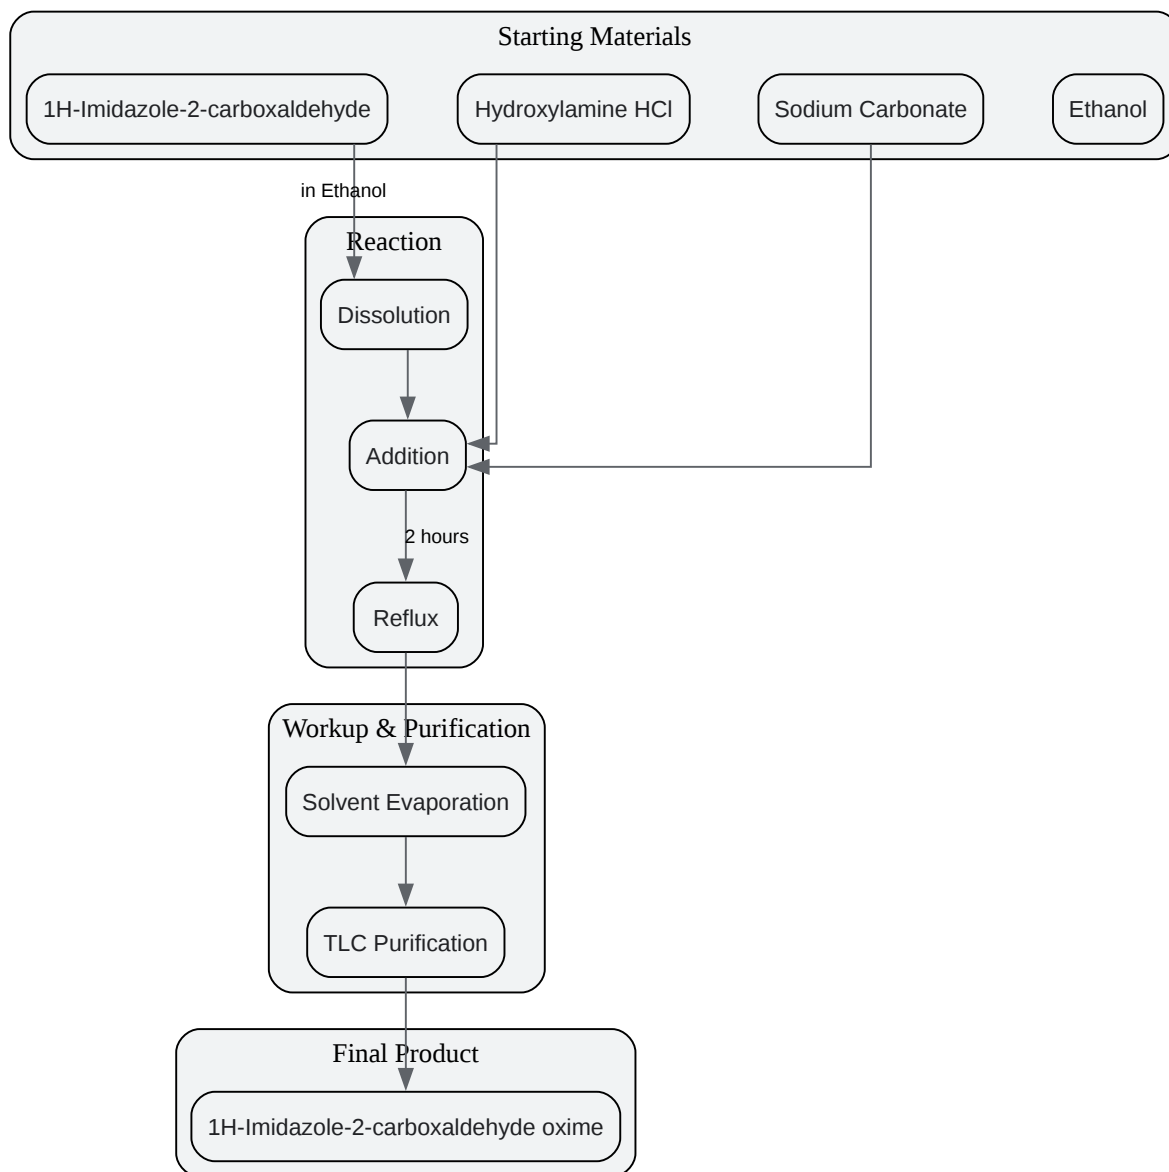 Starting Materials
1H-Imidazole-2-carboxaldehyde
Hydroxylamine HCl
Sodium Carbonate
Ethanol
in Ethanol
Reaction
Dissolution
Addition
2 hours
Reflux
Workup & Purification
Solvent Evaporation
TLC Purification
Final Product
1H-Imidazole-2-carboxaldehyde oxime